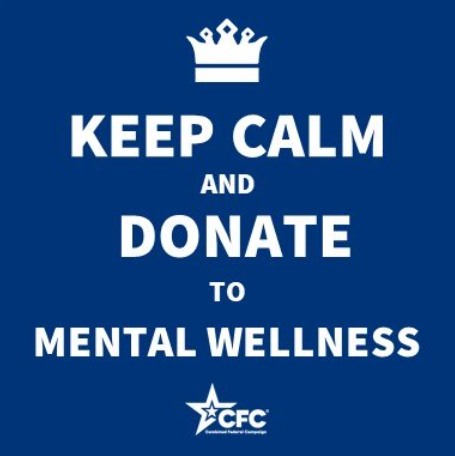 KEEP CALM
AND
DONATE
TO
MENTAL WELLNESS
CFC
Combined Federal Campaign